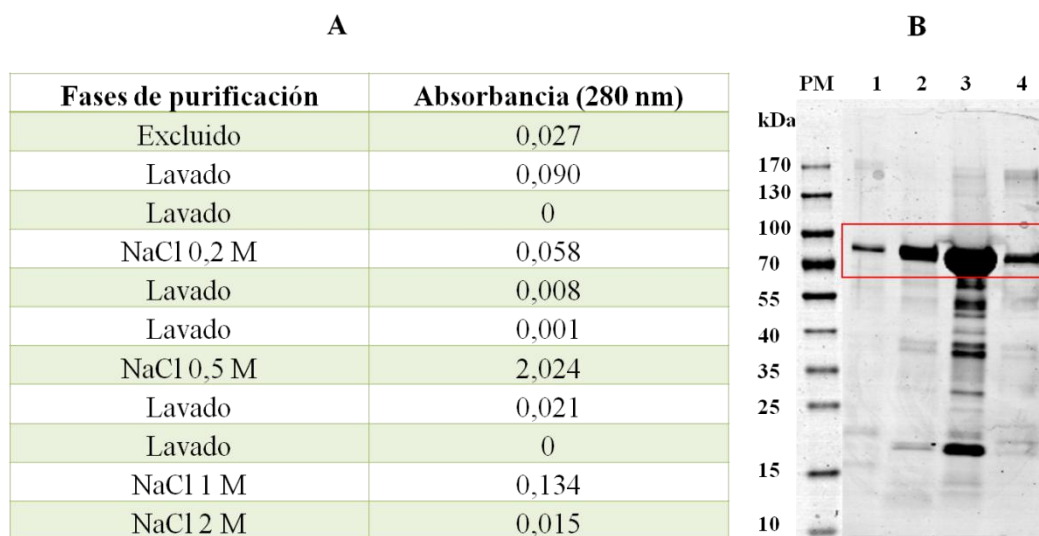 A
Fases de purificación Absorbancia (280 nm)
Excluido 0,027
Lavado 0,090
Lavado 0
NaCl 0,2 M 0,058
Lavado 0,008
Lavado 0,001
NaCl 0,5 M 2,024
Lavado 0,021
Lavado 0
NaCl 1 M 0,134
NaCl 2 M 0,015
B
PM 1 2 3 4
kDa
170
130
100
70
55
40
35
25
15
10